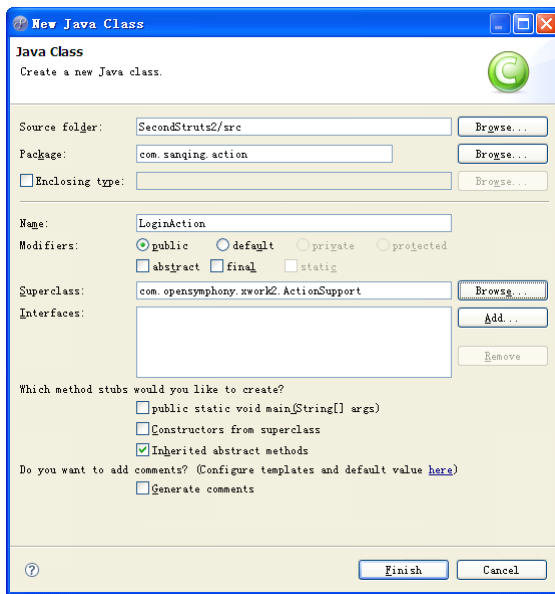 New Java Class
Java Class
Create a new Java class.
C
Source folder: SecondStruts2/src Browse...
Package: com.sanqing.action Browse...
Enclosing type: Browse...
Name: LoginAction
Modifiers: public default private protected
abstract final static
Superclass: com.opensymphony.xwork2.ActionSupport Browse...
Interfaces: Add...
Remove
Which method stubs would you like to create?
public static void main(String[] args)
Constructors from superclass
Inherited abstract methods
Do you want to add comments? (Configure templates and default value here)
Generate comments
? Finish Cancel